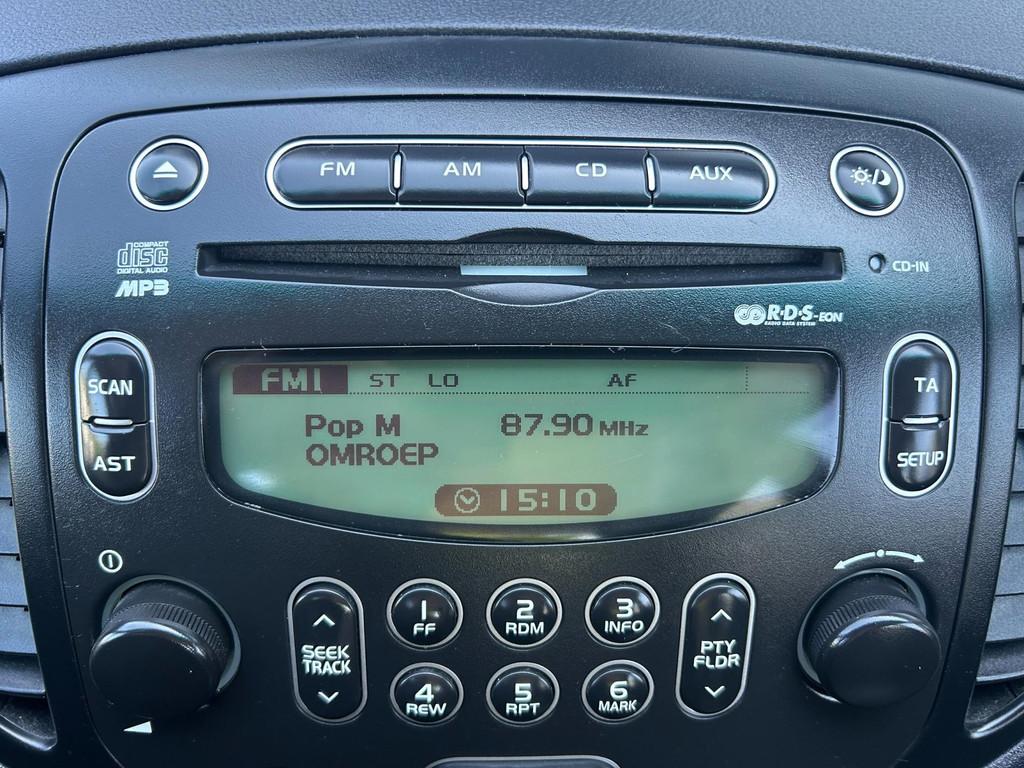 FM AM CD AUX
COMPACT
disc
DIGITAL AUDIO
MP3
CD-IN
R·D·S-EON
RADIO DATA SYSTEM
SCAN
AST
FM1 ST LO AF
Pop M 87.90 MHz
OMROEP
15:10
TA
SETUP
SEEK
TRACK
1
FF
2
RDM
3
INFO
4
REW
5
RPT
6
MARK
PTY
FLDR